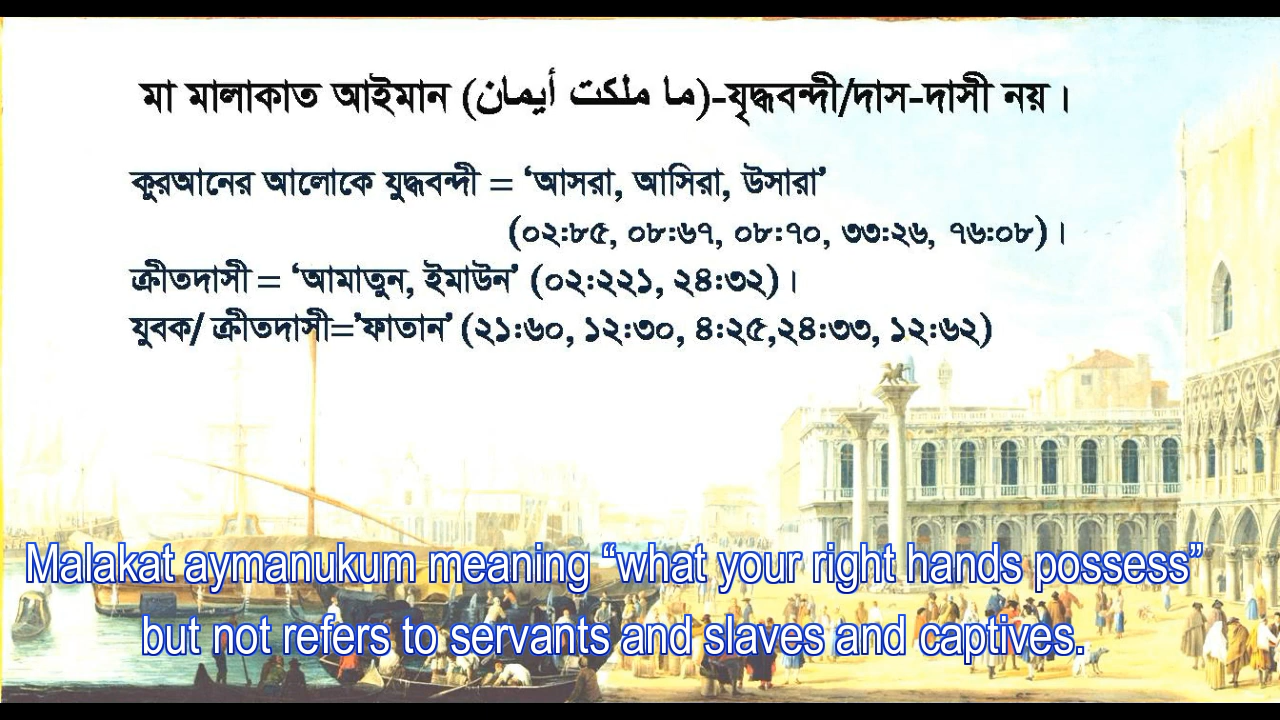 মা মালাকাত আইমান (ما ملكت أيمان)-যৃদ্ধবন্দী/দাস-দাসী নয়।
কুরআনের আলোকে যুদ্ধবন্দী = ‘আসরা, আসিরা, উসারা’
(০২:৮৫, ০৮:৬৭, ০৮:৭০, ৩৩:২৬, ৭৬:০৮)।
ক্রীতদাসী = ‘আমাতুন, ইমাউন’ (০২:২২১, ২৪:৩২)।
যুবক/ ক্রীতদাসী=’ফাতান’ (২১:৬০, ১২:৩০, ৪:২৫,২৪:৩৩, ১২:৬২)
Malakat aymanukum meaning “what your right hands possess”
but not refers to servants and slaves and captives.